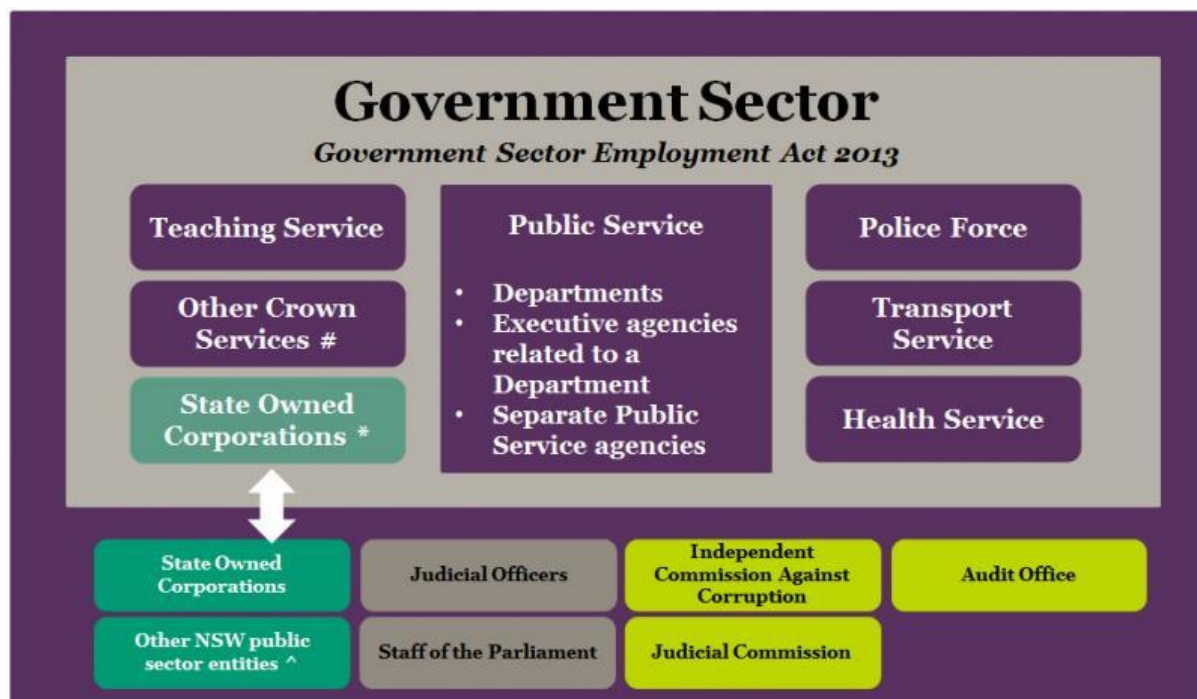 Government Sector
Government Sector Employment Act 2013
Teaching Service
Other Crown
Services #
State Owned
Corporations *
Public Service
• Departments
• Executive agencies
related to a
Department
• Separate Public
Service agencies
Police Force
Transport
Service
Health Service
State Owned
Corporations
Judicial Officers
Independent
Commission Against
Corruption
Audit Office
Other NSW public
sector entities ^
Staff of the Parliament
Judicial Commission